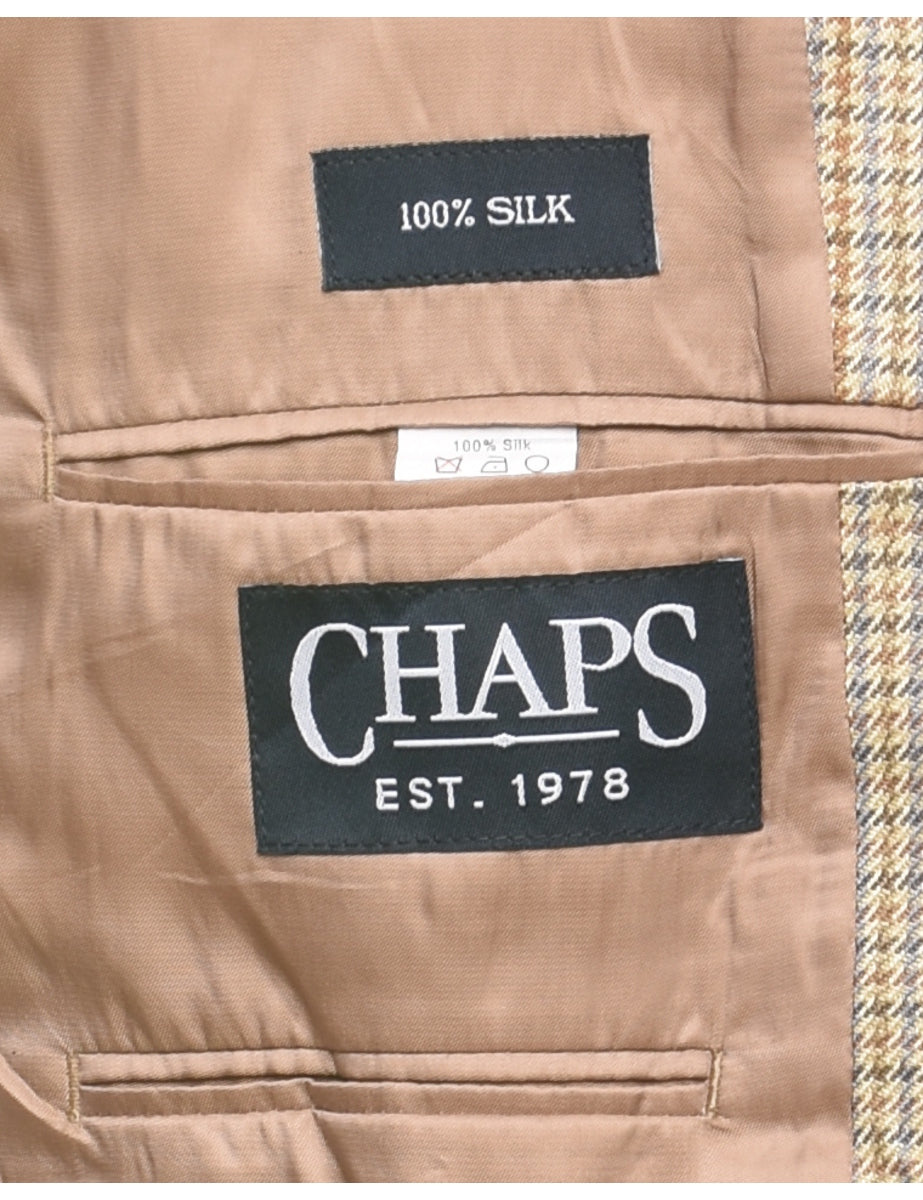 100% SILK
100% Silk
CHAPS
EST. 1978